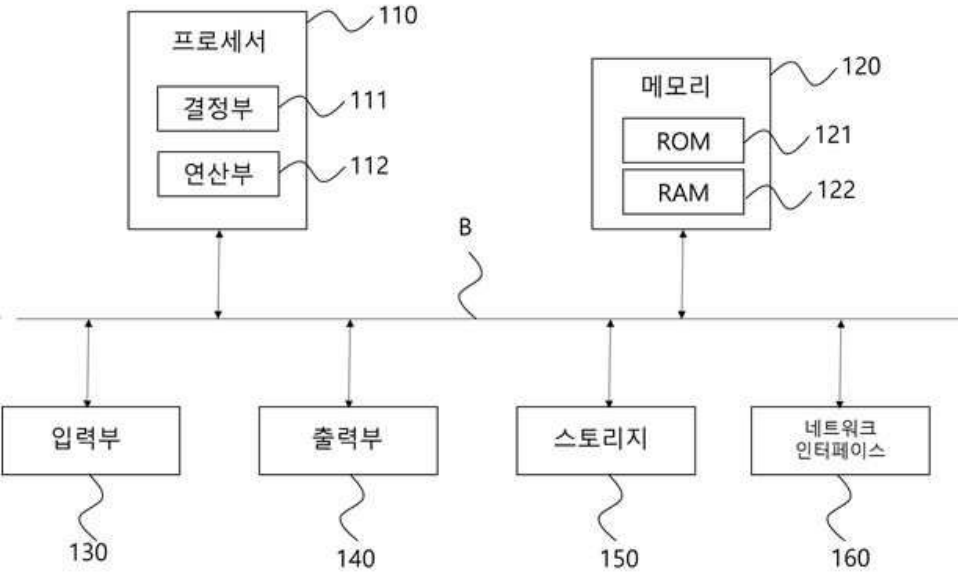 프로세서
110
결정부
111
연산부
112
메모리
120
ROM
121
RAM
122
B
입력부
출력부
스토리지
네트워크
인터페이스
130
140
150
160